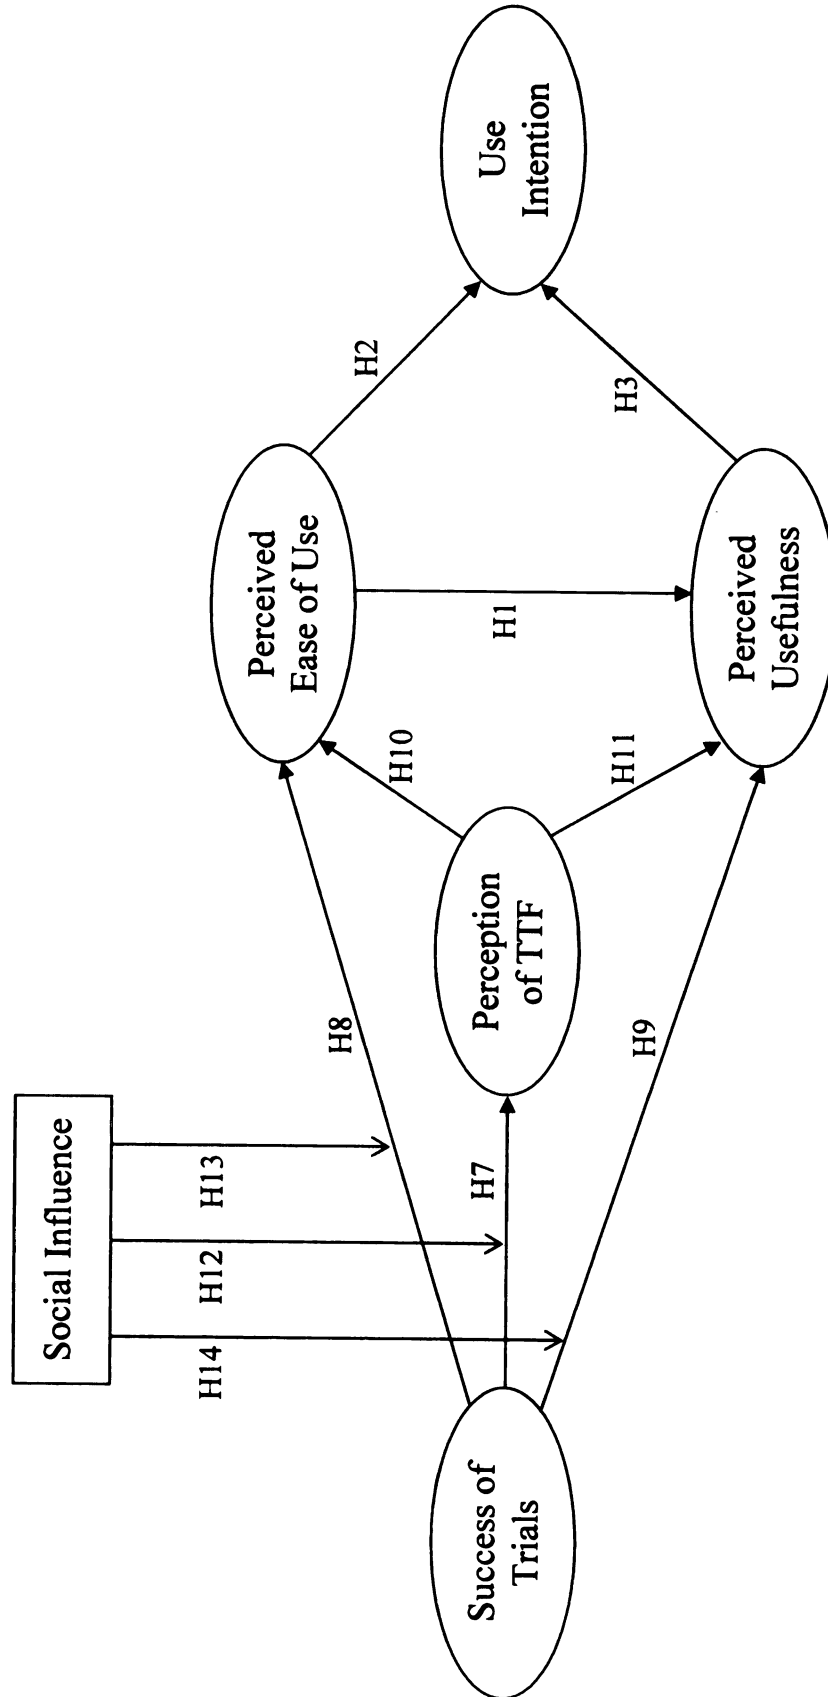 Social Influence
H14
H12
H13
H8
Perceived
Ease of Use
H2
Success of
Trials
H7
Perception
of TTF
H10
H1
Use
Intention
H11
H9
H3
Perceived
Usefulness